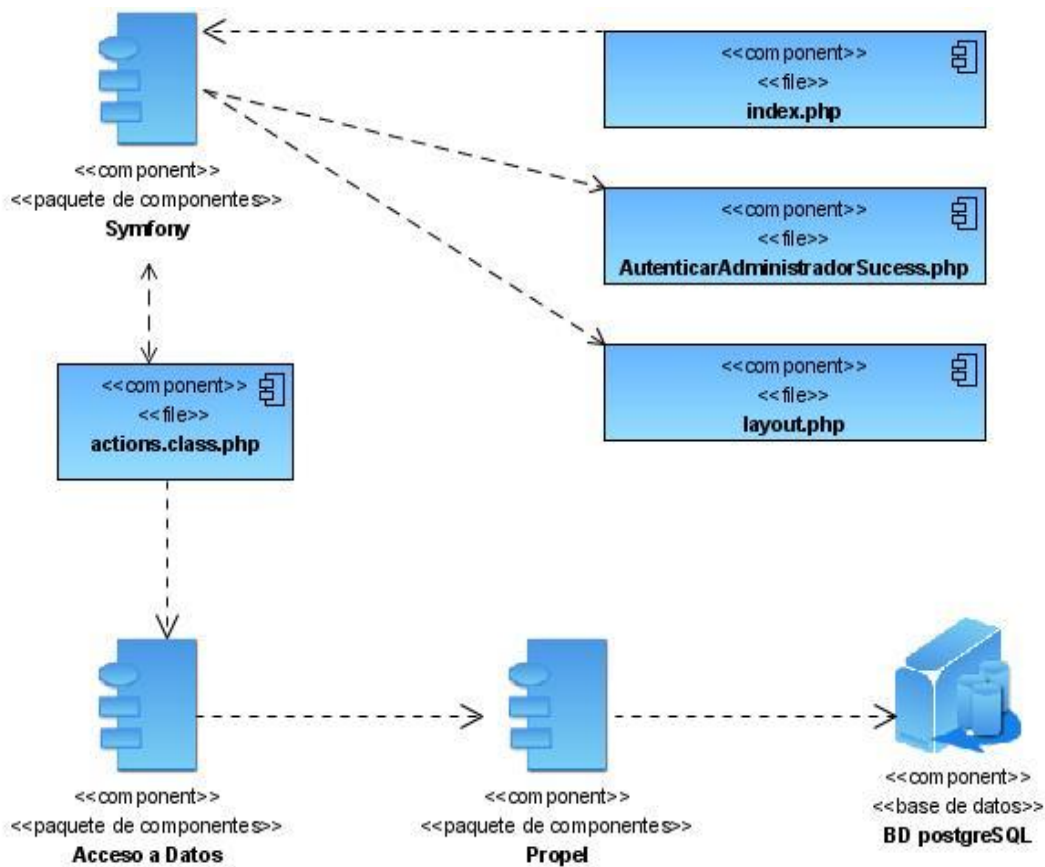 <<component>>
<<file>>
index.php
<<component>>
<<paquete de componentes>>
Symfony
<<component>>
<<file>>
AutenticarAdministradorSucess.php
<<component>>
<<file>>
layout.php
<<component>>
<<file>>
actions.class.php
<<component>>
<<paquete de componentes>>
Acceso a Datos
<<component>>
<<paquete de componentes>>
Propel
<<component>>
<<base de datos>>
BD postgreSQL